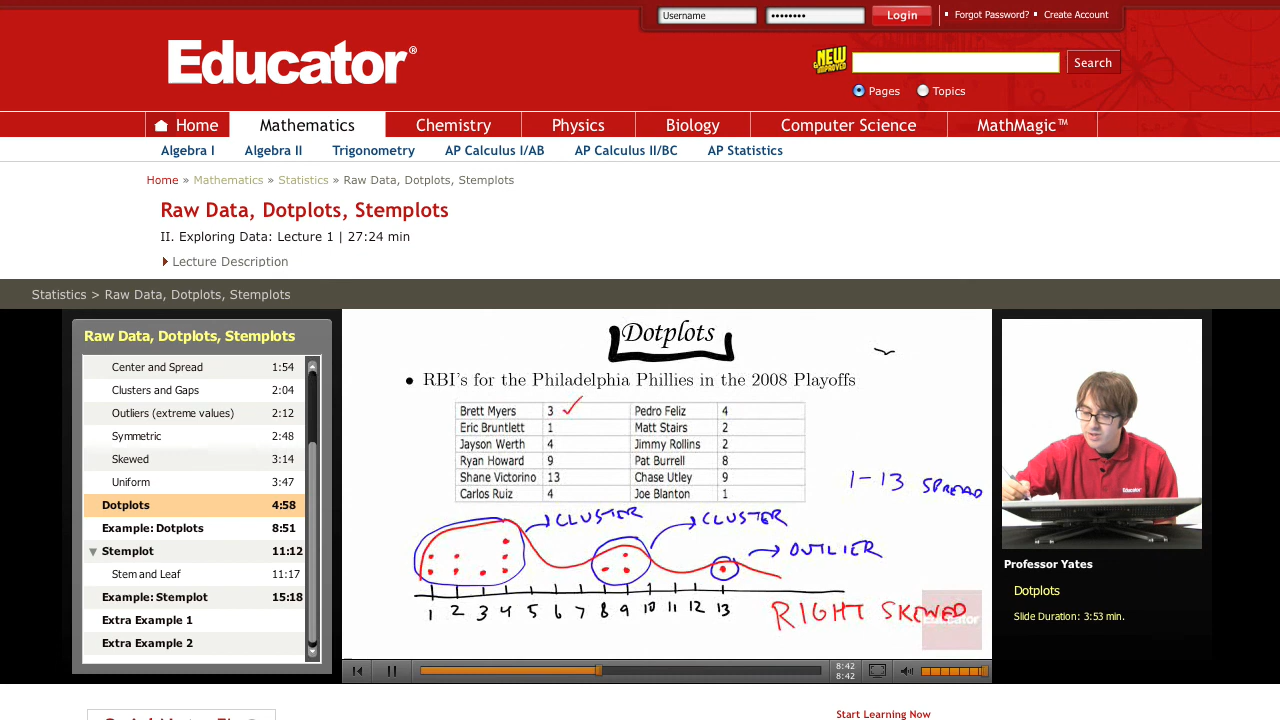 Username •••••••• Login Forgot Password? Create Account
Educator®
NEW & IMPROVED Search
Pages Topics
Home Mathematics Chemistry Physics Biology Computer Science MathMagic™
Algebra I Algebra II Trigonometry AP Calculus I/AB AP Calculus II/BC AP Statistics
Home » Mathematics » Statistics » Raw Data, Dotplots, Stemplots
Raw Data, Dotplots, Stemplots
II. Exploring Data: Lecture 1 | 27:24 min
Lecture Description
Statistics > Raw Data, Dotplots, Stemplots
Raw Data, Dotplots, Stemplots
Center and Spread 1:54
Clusters and Gaps 2:04
Outliers (extreme values) 2:12
Symmetric 2:48
Skewed 3:14
Uniform 3:47
Dotplots 4:58
Example: Dotplots 8:51
Stemplot 11:12
Stem and Leaf 11:17
Example: Stemplot 15:18
Extra Example 1
Extra Example 2
Dotplots
• RBI's for the Philadelphia Phillies in the 2008 Playoffs
Brett Myers 3 Pedro Feliz 4
Eric Bruntlett 1 Matt Stairs 2
Jayson Werth 4 Jimmy Rollins 2
Ryan Howard 9 Pat Burrell 8
Shane Victorino 13 Chase Utley 9
Carlos Ruiz 4 Joe Blanton 1
1-13 SPREAD
CLUSTER CLUSTER
OUTLIER
1 2 3 4 5 6 7 8 9 10 11 12 13
RIGHT SKEWED
Educator
8:42
8:42
Educator
Professor Yates
Dotplots
Slide Duration: 3:53 min.
Start Learning Now